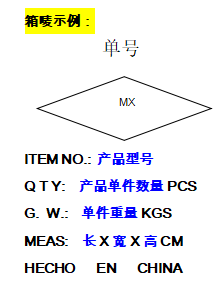 箱唛示例：
单号
MX
ITEM NO.: 产品型号
Q T Y: 产品单件数量 PCS
G. W.: 单件重量 KGS
MEAS: 长 X 宽 X 高 CM
HECHO EN CHINA